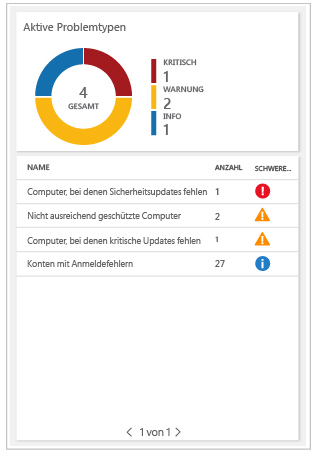 Aktive Problemtypen
4
GESAMT
KRITISCH
1
WARNUNG
2
INFO
1
NAME ANZAHL SCHWERE...
Computer, bei denen Sicherheitsupdates fehlen 1
Nicht ausreichend geschützte Computer 2
Computer, bei denen kritische Updates fehlen 1
Konten mit Anmeldefehlern 27
< 1 von 1 >